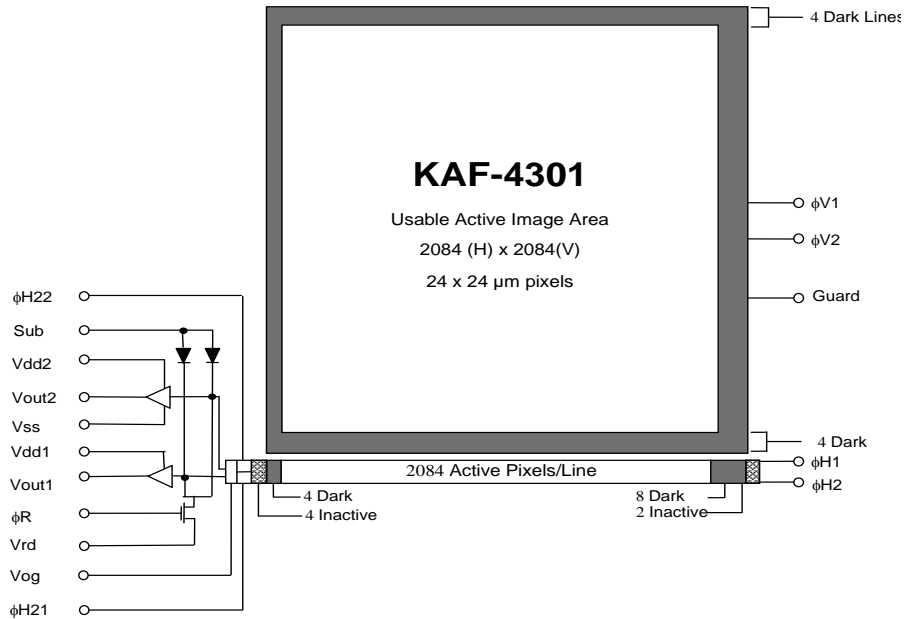 4 Dark Lines
KAF-4301
Usable Active Image Area
2084 (H) x 2084(V)
24 x 24 µm pixels
ϕV1
ϕV2
Guard
ϕH22
Sub
Vdd2
Vout2
Vss
Vdd1
Vout1
ϕR
Vrd
Vog
ϕH21
4 Dark
2084 Active Pixels/Line
ϕH1
ϕH2
4 Dark
4 Inactive
8 Dark
2 Inactive